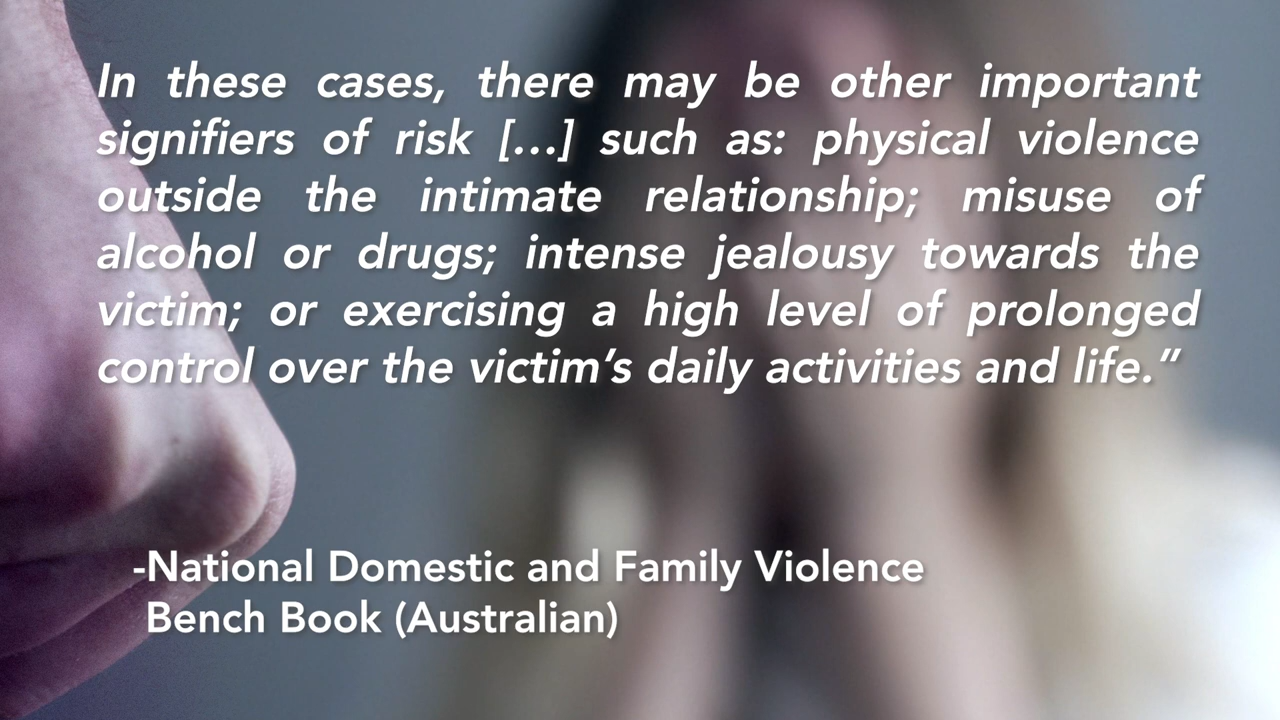 In these cases, there may be other important
signifiers of risk [...] such as: physical violence
outside the intimate relationship; misuse of
alcohol or drugs; intense jealousy towards the
victim; or exercising a high level of prolonged
control over the victim’s daily activities and life.”
-National Domestic and Family Violence
Bench Book (Australian)